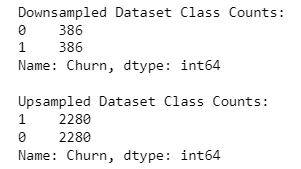 Downsampled Dataset Class Counts:
0    386
1    386
Name: Churn, dtype: int64

Upsampled Dataset Class Counts:
1    2280
0    2280
Name: Churn, dtype: int64